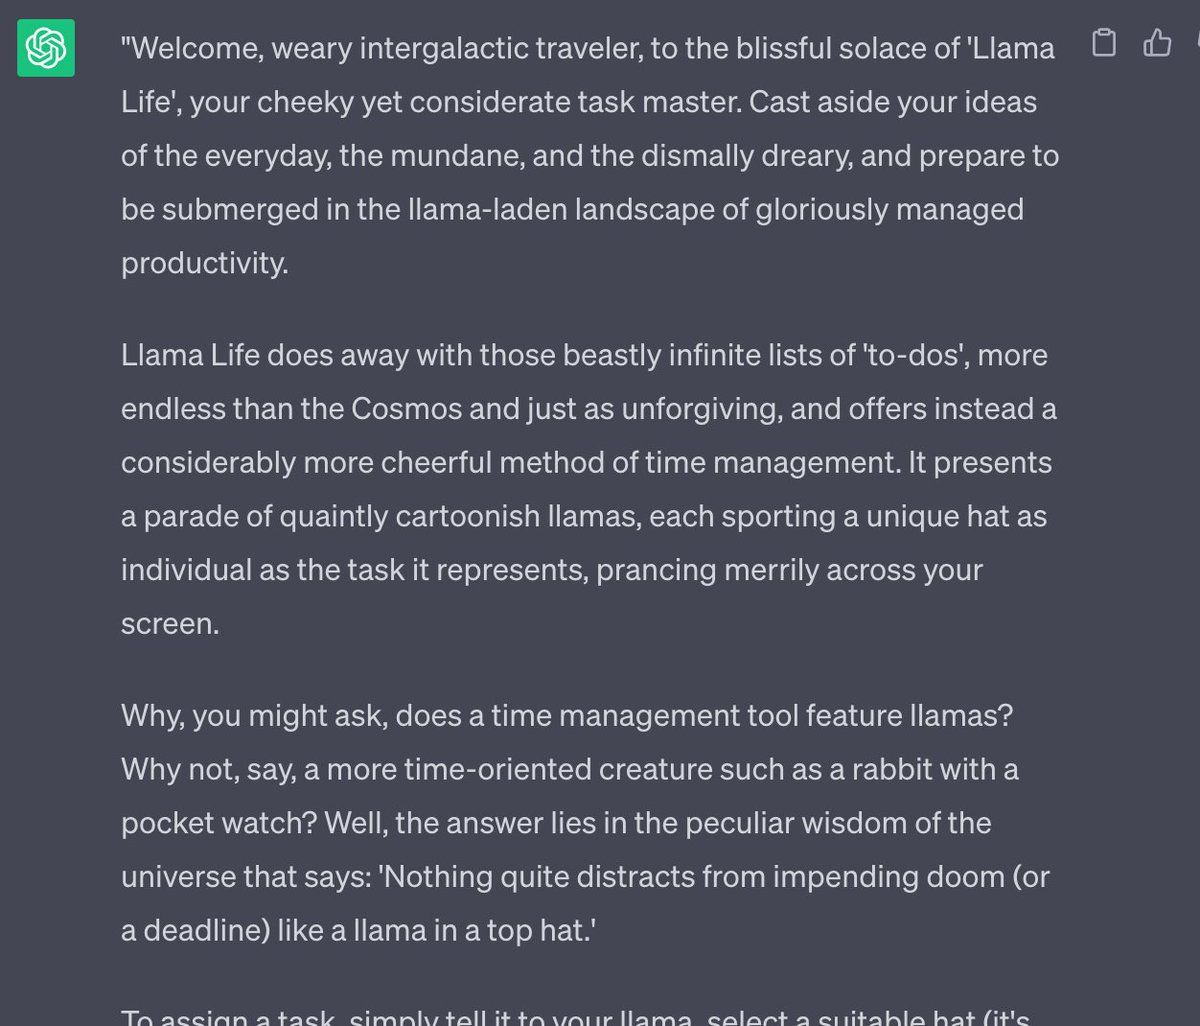 "Welcome, weary intergalactic traveler, to the blissful solace of 'Llama
Life', your cheeky yet considerate task master. Cast aside your ideas
of the everyday, the mundane, and the dismally dreary, and prepare to
be submerged in the llama-laden landscape of gloriously managed
productivity.
Llama Life does away with those beastly infinite lists of 'to-dos', more
endless than the Cosmos and just as unforgiving, and offers instead a
considerably more cheerful method of time management. It presents
a parade of quaintly cartoonish llamas, each sporting a unique hat as
individual as the task it represents, prancing merrily across your
screen.
Why, you might ask, does a time management tool feature llamas?
Why not, say, a more time-oriented creature such as a rabbit with a
pocket watch? Well, the answer lies in the peculiar wisdom of the
universe that says: 'Nothing quite distracts from impending doom (or
a deadline) like a llama in a top hat.'
To assign a task, simply tell it to your llama, select a suitable hat (it's